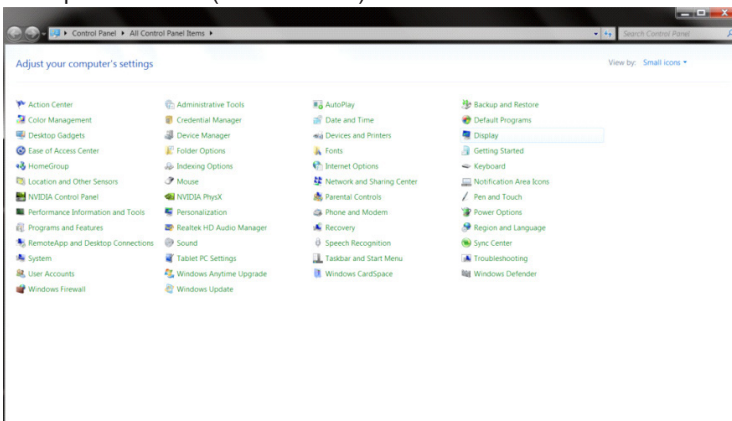 Control Panel ▸ All Control Panel Items ▸ Search Control Panel
Adjust your computer's settings View by: Small icons
Action Center Administrative Tools AutoPlay Backup and Restore
Color Management Credential Manager Date and Time Default Programs
Desktop Gadgets Device Manager Devices and Printers Display
Ease of Access Center Folder Options Fonts Getting Started
HomeGroup Indexing Options Internet Options Keyboard
Location and Other Sensors Mouse Network and Sharing Center Notification Area Icons
NVIDIA Control Panel NVIDIA PhysX Parental Controls Pen and Touch
Performance Information and Tools Personalization Phone and Modem Power Options
Programs and Features Realtek HD Audio Manager Recovery Region and Language
RemoteApp and Desktop Connections Sound Speech Recognition Sync Center
System Tablet PC Settings Taskbar and Start Menu Troubleshooting
User Accounts Windows Anytime Upgrade Windows CardSpace Windows Defender
Windows Firewall Windows Update